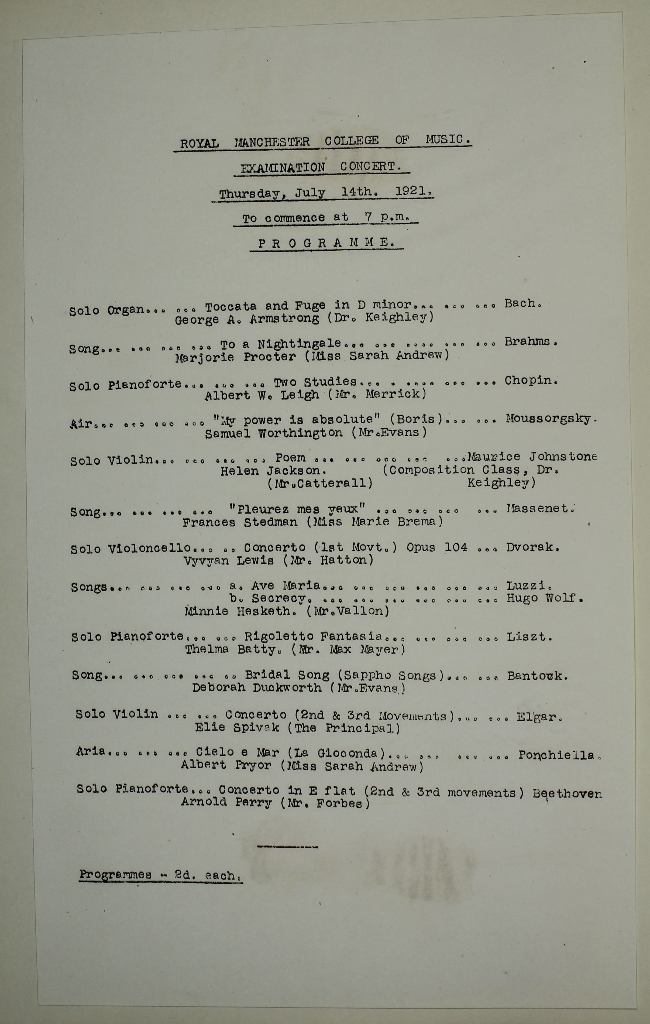 ROYAL MANCHESTER COLLEGE OF MUSIC.
EXAMINATION CONCERT.
Thursday, July 14th. 1921.
To commence at 7 p.m.
PROGRAMME.
Solo Organ... ... Toccata and Fuge in D minor... ... ... Bach.
George A. Armstrong (Dr. Keighley)
Song... ... ... ... To a Nightingale... ... ... ... ... Brahms.
Marjorie Procter (Miss Sarah Andrew)
Solo Pianoforte... ... ... Two Studies... . .... ... ... Chopin.
Albert W. Leigh (Mr. Merrick)
Air... ... ... ... "My power is absolute" (Boris)... ... Moussorgsky.
Samuel Worthington (Mr.Evans)
Solo Violin... ... ... ... Poem ... ... ... ... ...Maurice Johnstone
Helen Jackson. (Composition Class, Dr.
(Mr.Catterall) Keighley)
Song... ... ... ... "Pleurez mes yeux" ... ... ... ... Massenet.
Frances Stedman (Miss Marie Brema)
Solo Violoncello... .. Concerto (1st Movt.) Opus 104 ... Dvorak.
Vyvyan Lewis (Mr. Hatton)
Songs... ... ... ... a. Ave Maria... ... ... ... ... ... Luzzi.
b. Secrecy. ... ... ... ... ... ... Hugo Wolf.
Minnie Hesketh. (Mr.Vallon)
Solo Pianoforte... ... Rigoletto Fantasia... ... ... ... Liszt.
Thelma Batty. (Mr. Max Mayer)
Song... ... ... ... .. Bridal Song (Sappho Songs)... ... Bantock.
Deborah Duckworth (Mr.Evans)
Solo Violin ... ... Concerto (2nd & 3rd Movements)... ... Elgar.
Elie Spivak (The Principal)
Aria... ... ... Cielo e Mar (La Gioconda)... ... ... ... Ponchiella.
Albert Pryor (Miss Sarah Andrew)
Solo Pianoforte... Concerto in E flat (2nd & 3rd movements) Beethoven
Arnold Perry (Mr. Forbes)
Programmes - 2d. each.